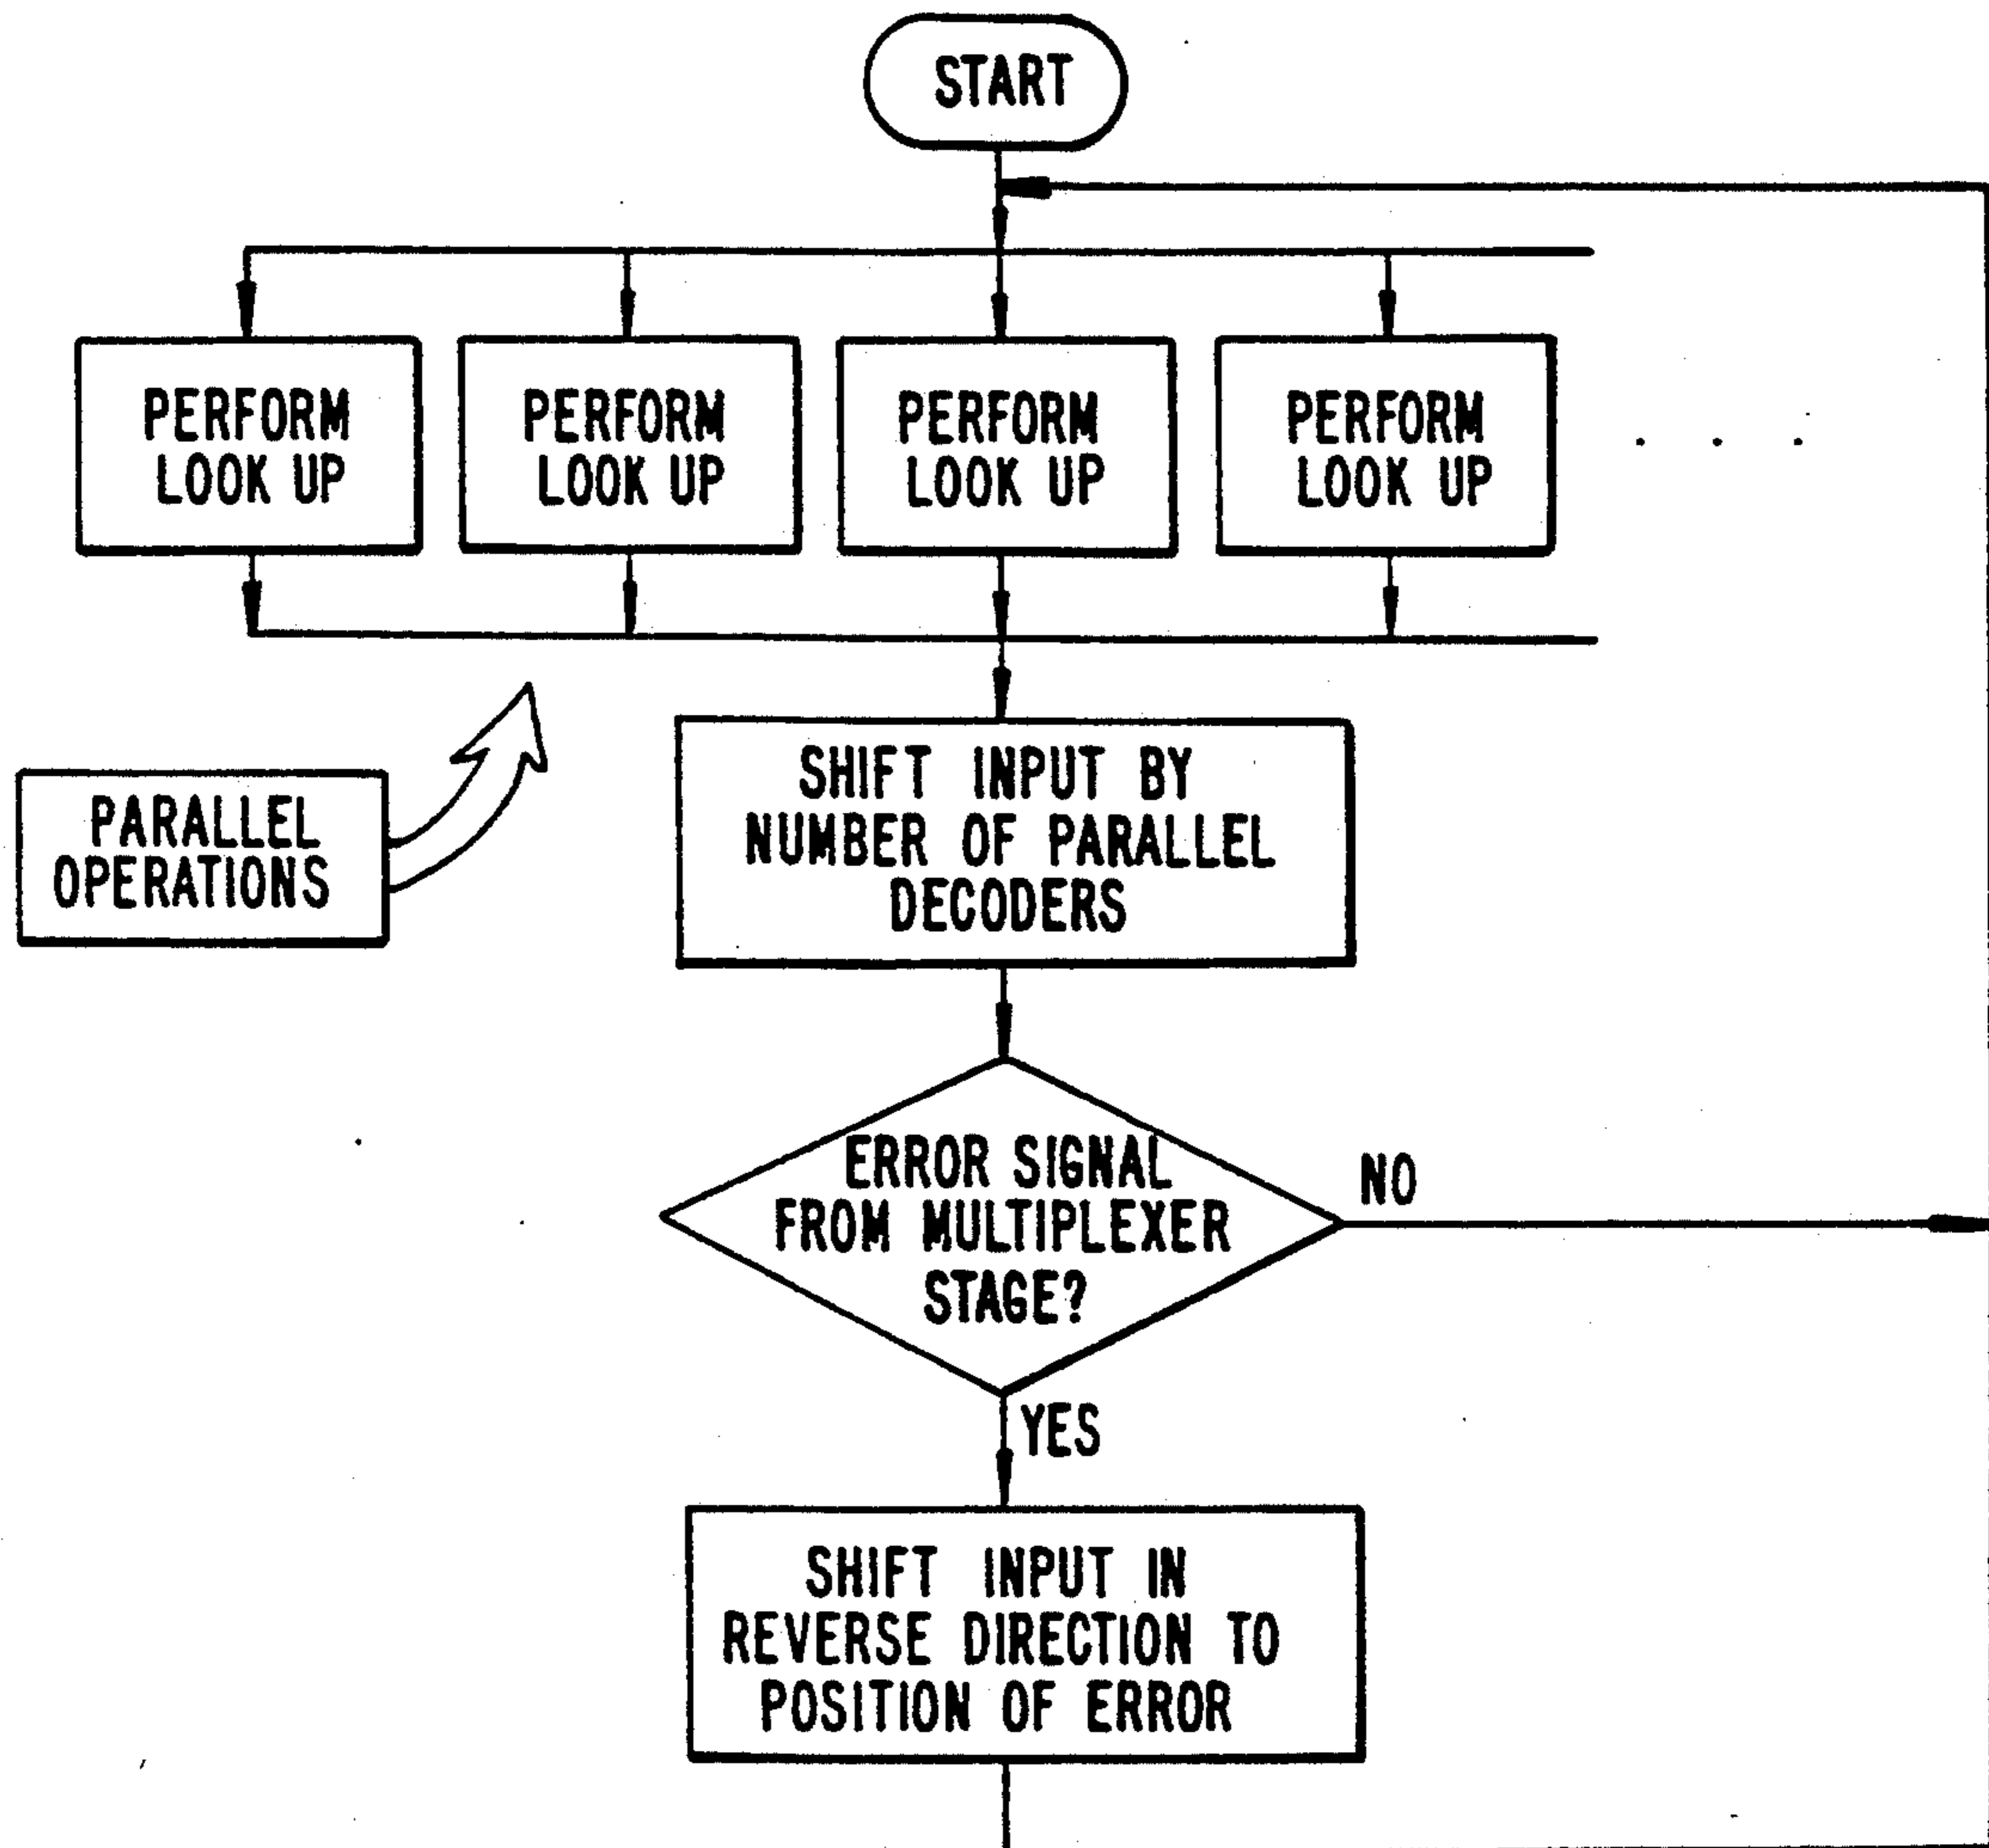 START
PERFORM
LOOK UP
PERFORM
LOOK UP
PERFORM
LOOK UP
PERFORM
LOOK UP
. . .
PARALLEL
OPERATIONS
SHIFT INPUT BY
NUMBER OF PARALLEL
DECODERS
ERROR SIGNAL
FROM MULTIPLEXER
STAGE?
NO
YES
SHIFT INPUT IN
REVERSE DIRECTION TO
POSITION OF ERROR